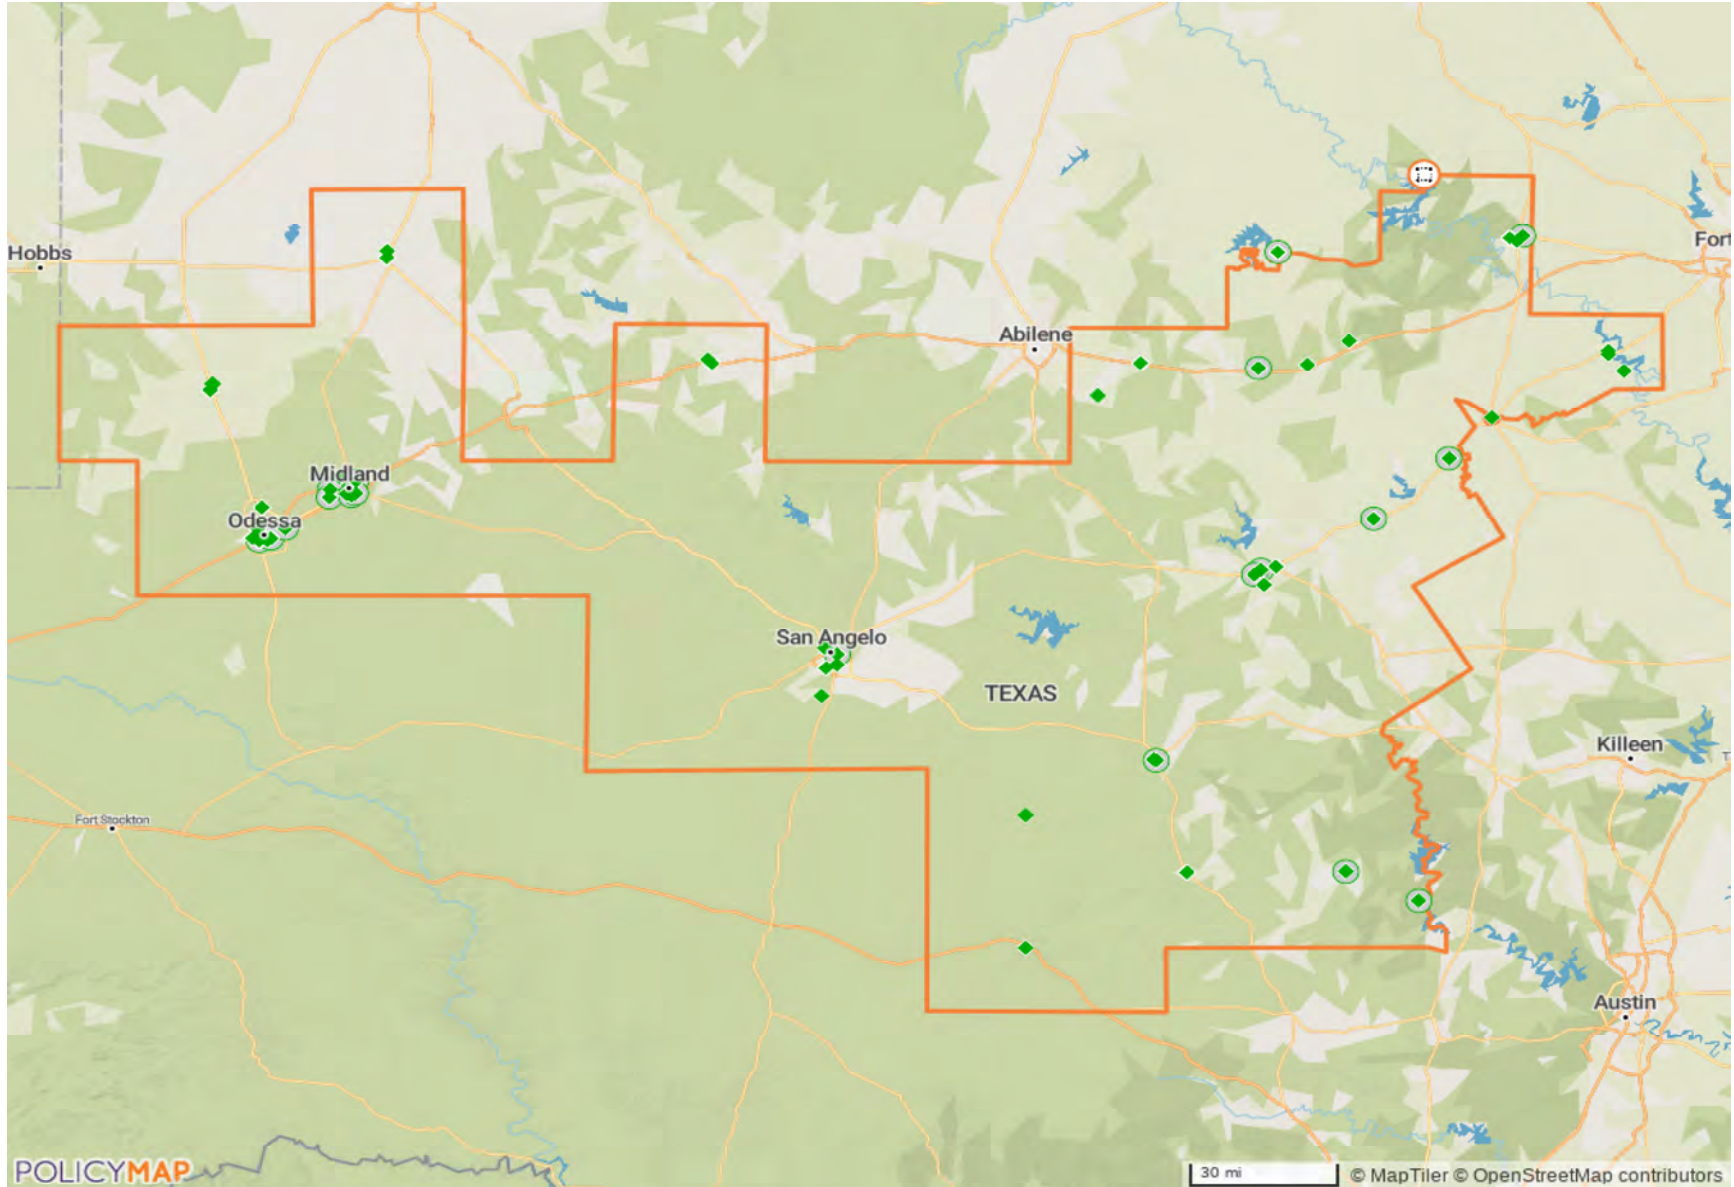 Hobbs
Fort
Abilene
Midland
Odessa
San Angelo
TEXAS
Killeen
T
Fort Stockton
Austin
POLICYMAP
30 mi
© MapTiler © OpenStreetMap contributors